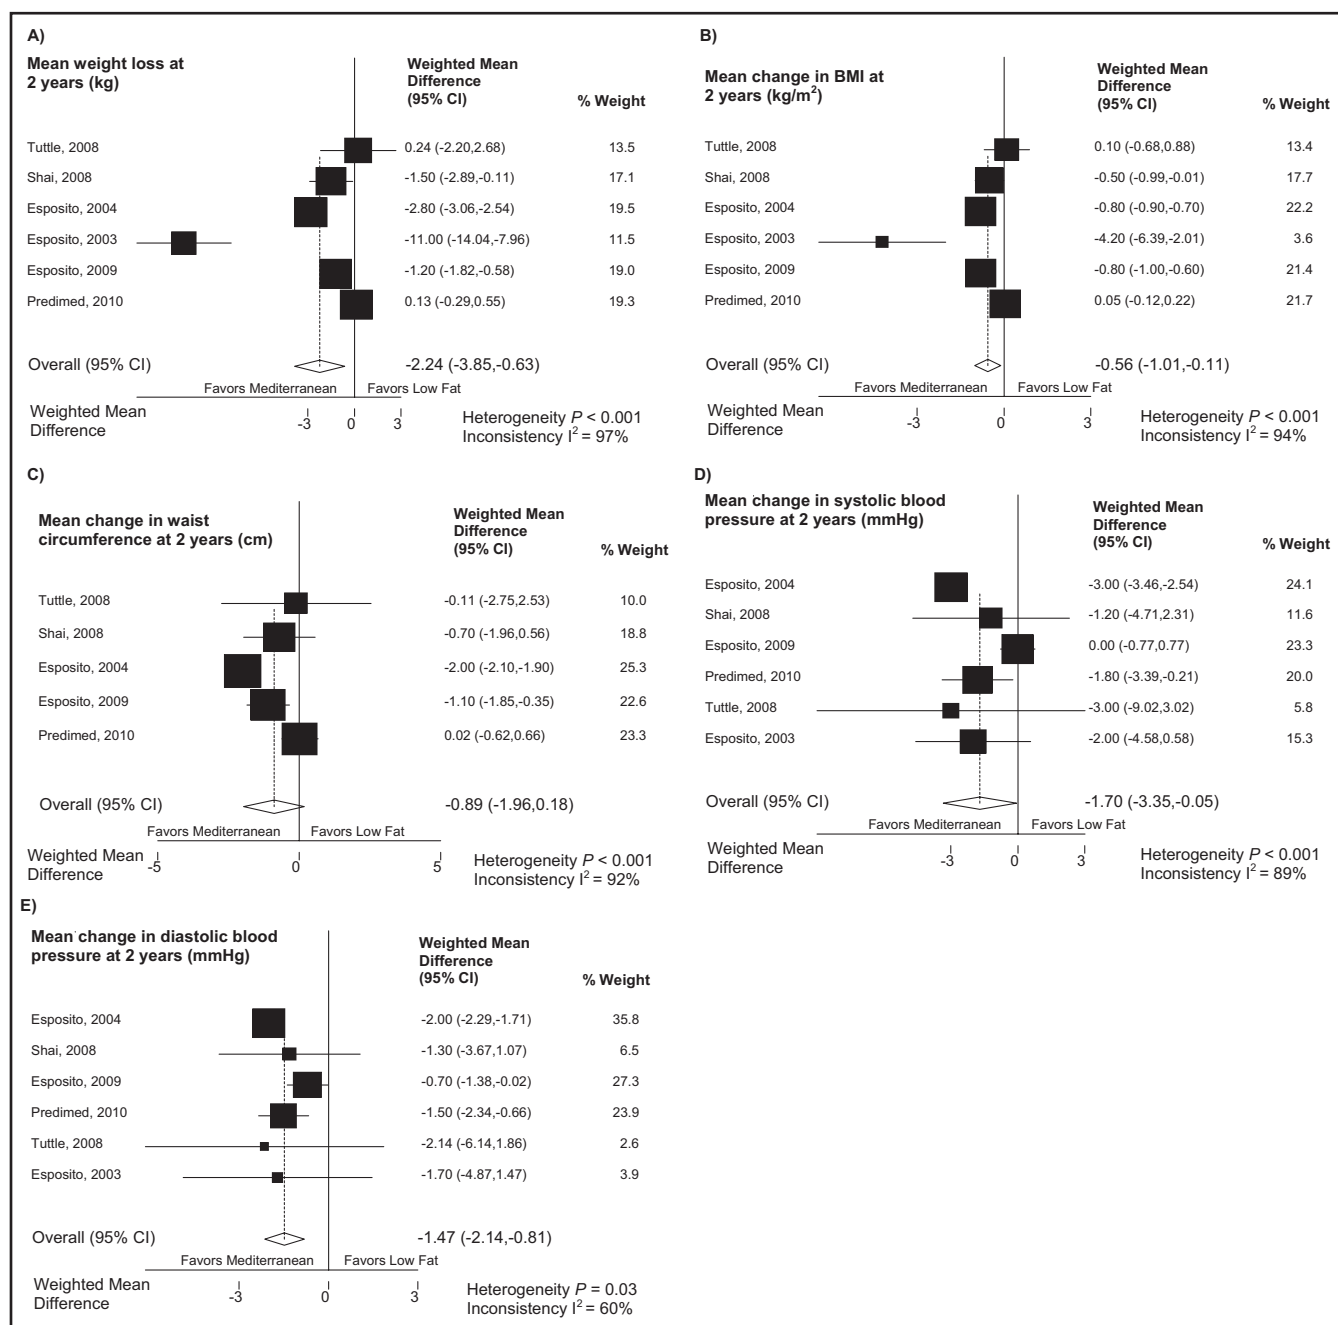 A)
Mean weight loss at
2 years (kg)
Weighted Mean
Difference
(95% CI)
% Weight
Tuttle, 2008 0.24 (-2.20,2.68) 13.5
Shai, 2008 -1.50 (-2.89,-0.11) 17.1
Esposito, 2004 -2.80 (-3.06,-2.54) 19.5
Esposito, 2003 -11.00 (-14.04,-7.96) 11.5
Esposito, 2009 -1.20 (-1.82,-0.58) 19.0
Predimed, 2010 0.13 (-0.29,0.55) 19.3
Overall (95% CI) -2.24 (-3.85,-0.63)
Favors Mediterranean Favors Low Fat
Weighted Mean
Difference
-3 0 3
Heterogeneity P < 0.001
Inconsistency I² = 97%
B)
Mean change in BMI at
2 years (kg/m²)
Weighted Mean
Difference
(95% CI)
% Weight
Tuttle, 2008 0.10 (-0.68,0.88) 13.4
Shai, 2008 -0.50 (-0.99,-0.01) 17.7
Esposito, 2004 -0.80 (-0.90,-0.70) 22.2
Esposito, 2003 -4.20 (-6.39,-2.01) 3.6
Esposito, 2009 -0.80 (-1.00,-0.60) 21.4
Predimed, 2010 0.05 (-0.12,0.22) 21.7
Overall (95% CI) -0.56 (-1.01,-0.11)
Favors Mediterranean Favors Low Fat
Weighted Mean
Difference
-3 0 3
Heterogeneity P < 0.001
Inconsistency I² = 94%
C)
Mean change in waist
circumference at 2 years (cm)
Weighted Mean
Difference
(95% CI)
% Weight
Tuttle, 2008 -0.11 (-2.75,2.53) 10.0
Shai, 2008 -0.70 (-1.96,0.56) 18.8
Esposito, 2004 -2.00 (-2.10,-1.90) 25.3
Esposito, 2009 -1.10 (-1.85,-0.35) 22.6
Predimed, 2010 0.02 (-0.62,0.66) 23.3
Overall (95% CI) -0.89 (-1.96,0.18)
Favors Mediterranean Favors Low Fat
Weighted Mean
Difference
-5 0 5
Heterogeneity P < 0.001
Inconsistency I² = 92%
D)
Mean change in systolic blood
pressure at 2 years (mmHg)
Weighted Mean
Difference
(95% CI)
% Weight
Esposito, 2004 -3.00 (-3.46,-2.54) 24.1
Shai, 2008 -1.20 (-4.71,2.31) 11.6
Esposito, 2009 0.00 (-0.77,0.77) 23.3
Predimed, 2010 -1.80 (-3.39,-0.21) 20.0
Tuttle, 2008 -3.00 (-9.02,3.02) 5.8
Esposito, 2003 -2.00 (-4.58,0.58) 15.3
Overall (95% CI) -1.70 (-3.35,-0.05)
Favors Mediterranean Favors Low Fat
Weighted Mean
Difference
-3 0 3
Heterogeneity P < 0.001
Inconsistency I² = 89%
E)
Mean change in diastolic blood
pressure at 2 years (mmHg)
Weighted Mean
Difference
(95% CI)
% Weight
Esposito, 2004 -2.00 (-2.29,-1.71) 35.8
Shai, 2008 -1.30 (-3.67,1.07) 6.5
Esposito, 2009 -0.70 (-1.38,-0.02) 27.3
Predimed, 2010 -1.50 (-2.34,-0.66) 23.9
Tuttle, 2008 -2.14 (-6.14,1.86) 2.6
Esposito, 2003 -1.70 (-4.87,1.47) 3.9
Overall (95% CI) -1.47 (-2.14,-0.81)
Favors Mediterranean Favors Low Fat
Weighted Mean
Difference
-3 0 3
Heterogeneity P = 0.03
Inconsistency I² = 60%